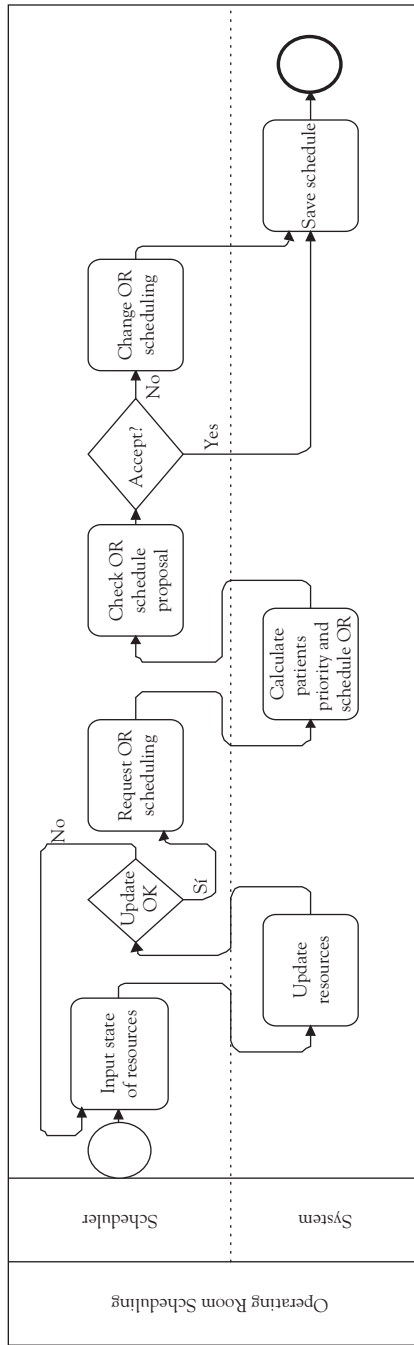 Operating Room Scheduling
Scheduler
System
Input state
of resources
Update
resources
Update
OK
No
Sí
Request OR
scheduling
Calculate
patients
priority and
schedule OR
Check OR
schedule
proposal
Accept?
No
Yes
Change OR
scheduling
Save schedule